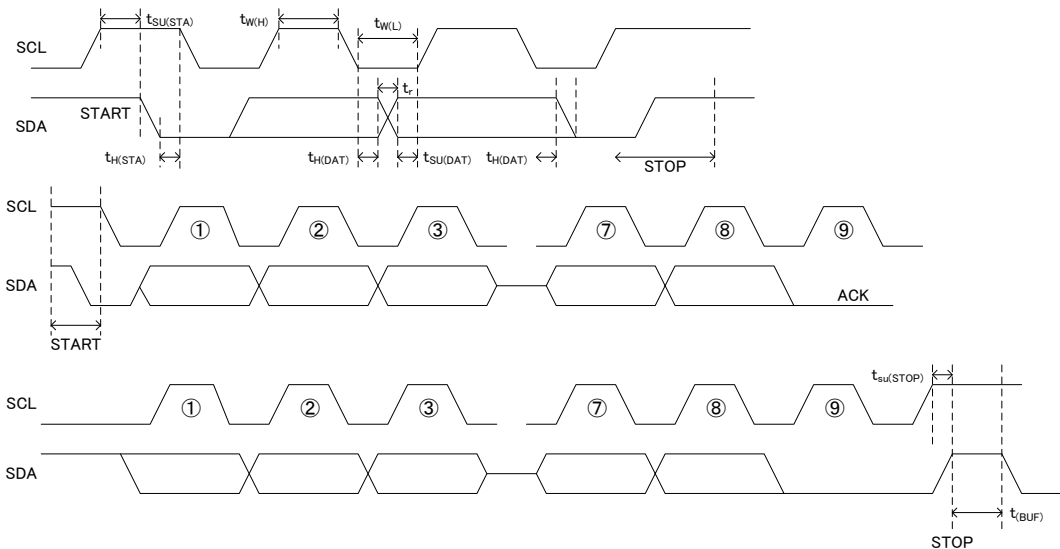 tSU(STA)
tW(H)
tW(L)
SCL
tr
START
SDA
tH(STA)
tH(DAT)
tSU(DAT)
tH(DAT)
STOP
SCL
① ② ③ ⑦ ⑧ ⑨
SDA
ACK
START
tsu(STOP)
SCL
① ② ③ ⑦ ⑧ ⑨
SDA
t(BUF)
STOP